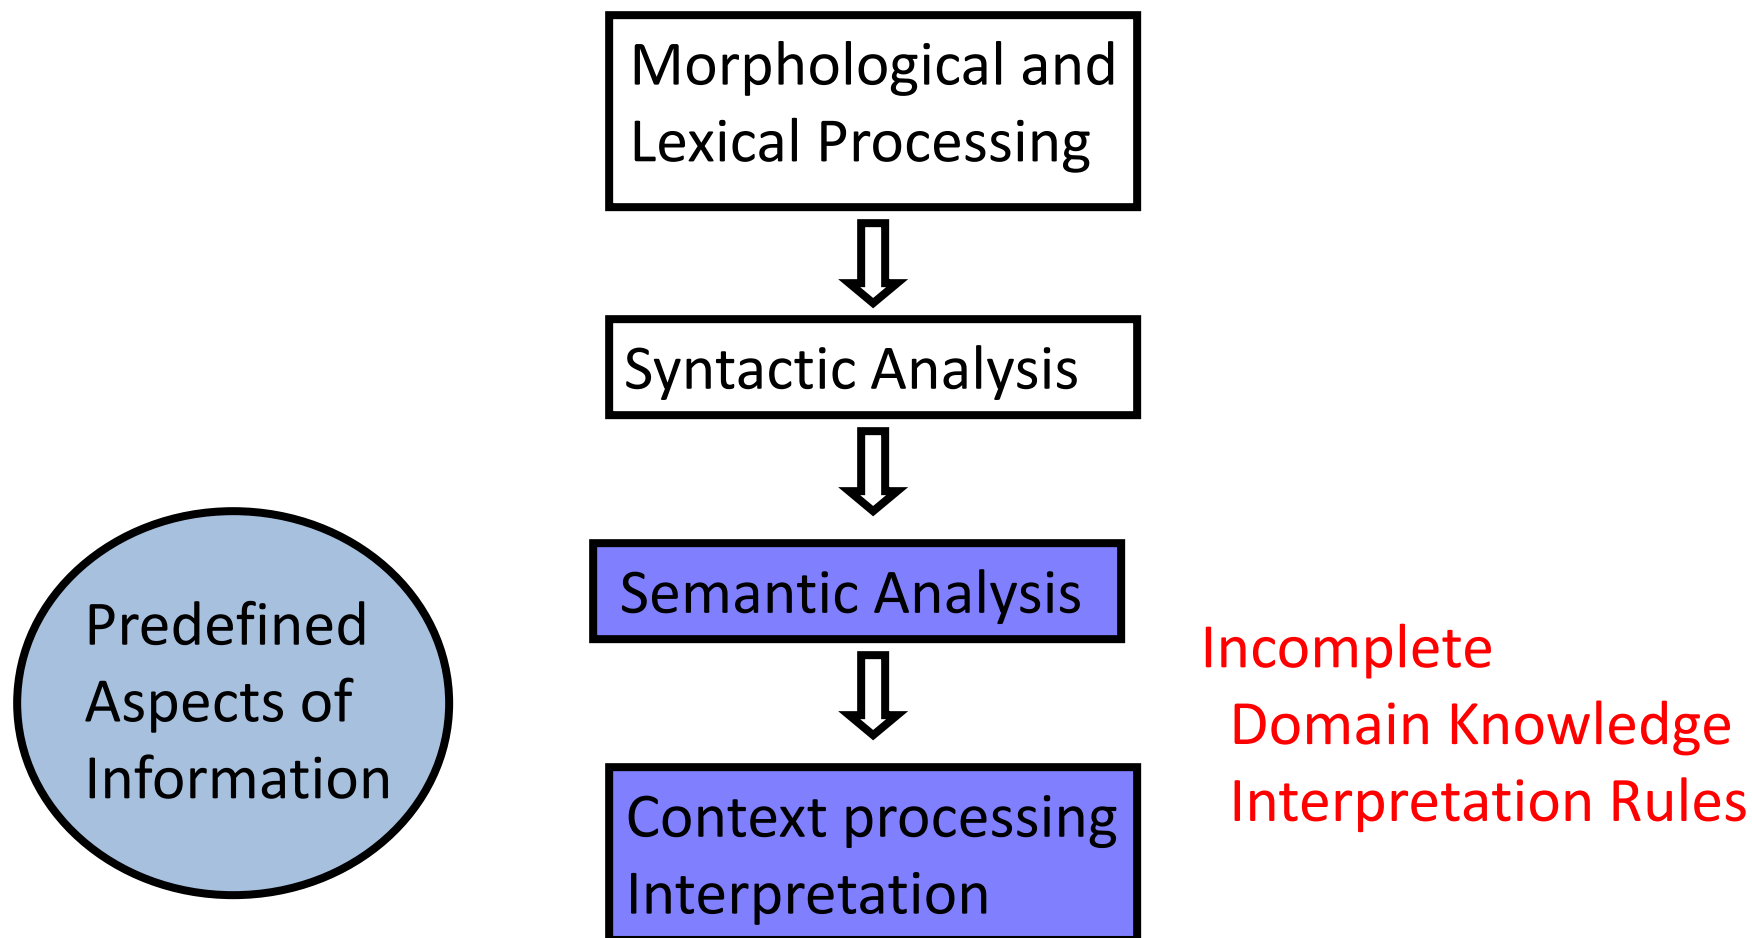 Morphological and
Lexical Processing
Syntactic Analysis
Semantic Analysis
Context processing
Interpretation
Predefined
Aspects of
Information
Incomplete
Domain Knowledge
Interpretation Rules